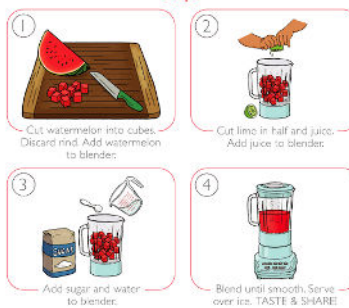 1
Cut watermelon into cubes.
Discard rind. Add watermelon
to blender.
2
Cut lime in half and juice.
Add juice to blender.
3
SUGAR
Add sugar and water
to blender.
4
Blend until smooth. Serve
over ice. TASTE & SHARE!